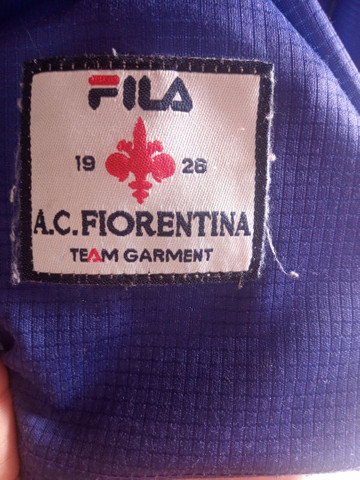 FILA
19 26
A.C. FIORENTINA
TEAM GARMENT